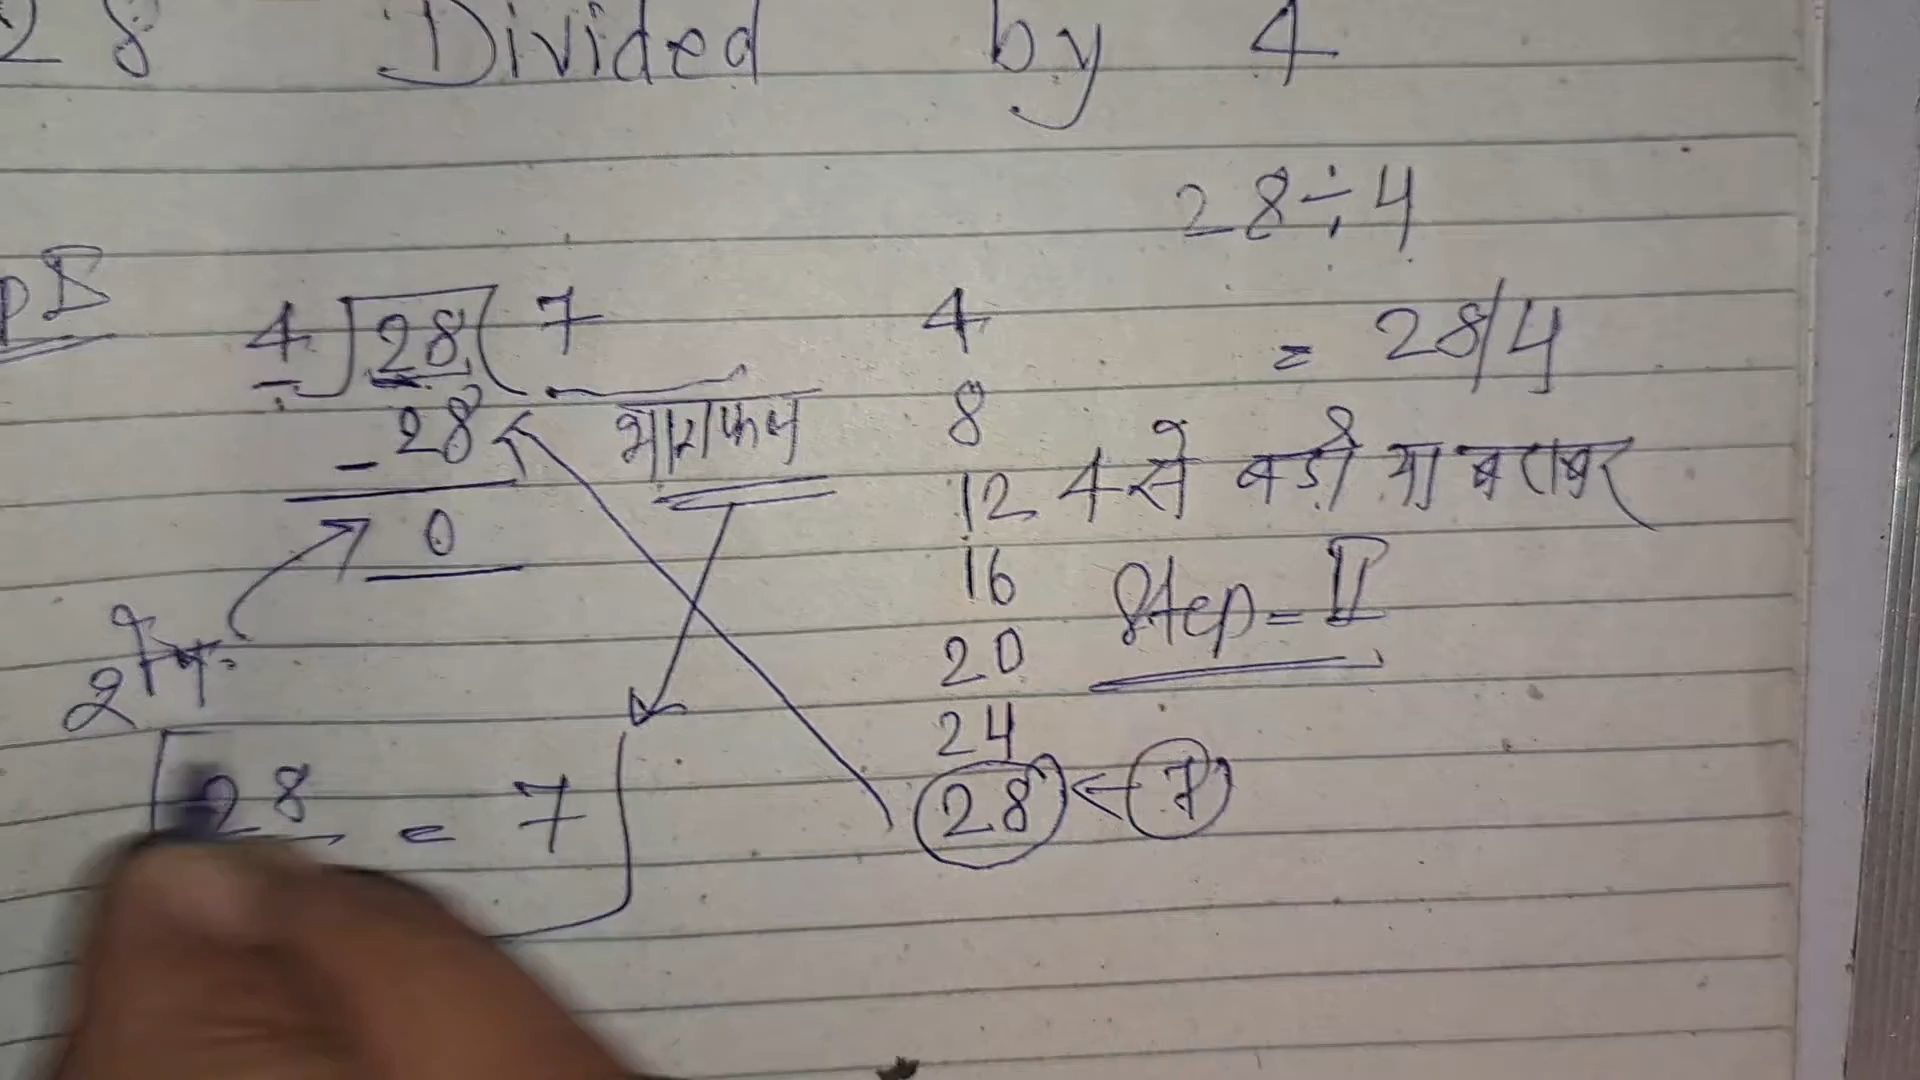 28 Divided by 4
28÷4
pI
4)28(7
4
= 28/4
-28
भागफल
8
0
12
4 से बड़ी या बराबर
16
Step = II
20
शेष
24
28 = 7
28 ← 7